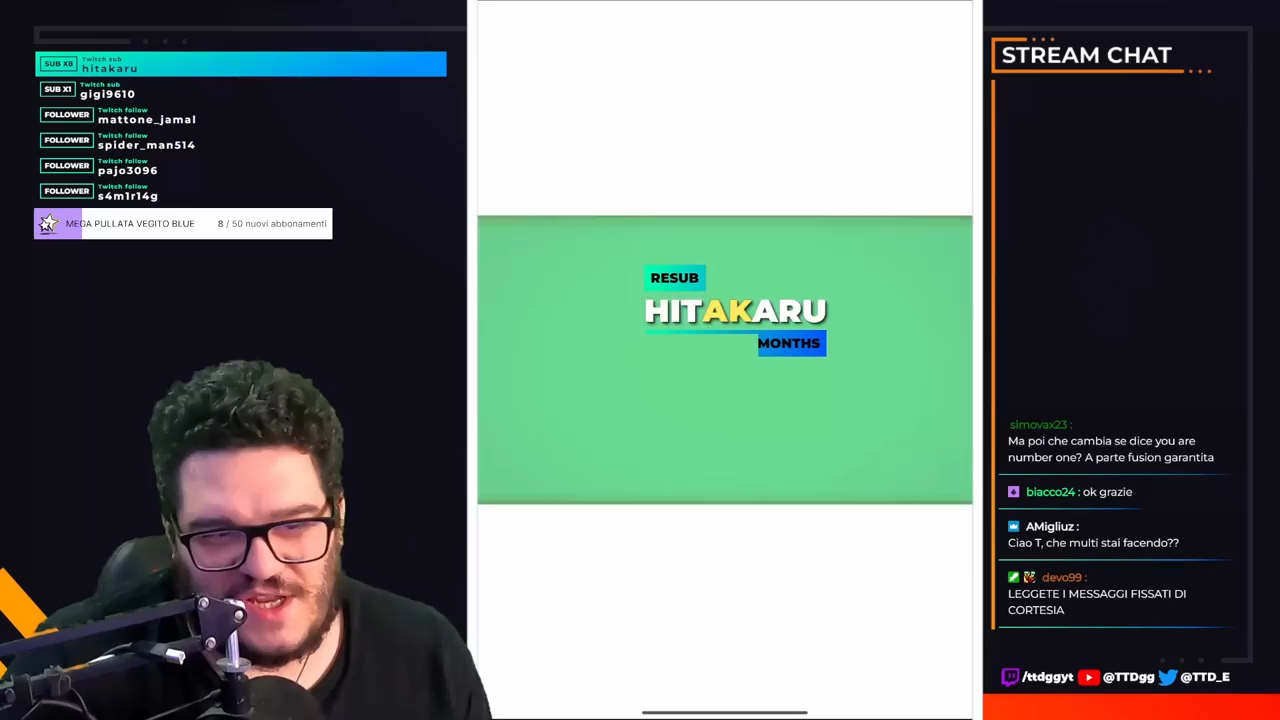 SUB X8
Twitch sub
hitakaru
SUB X1
Twitch sub
gigi9610
FOLLOWER
Twitch follow
mattone_jamal
FOLLOWER
Twitch follow
spider_man514
FOLLOWER
Twitch follow
pajo3096
FOLLOWER
Twitch follow
s4m1r14g
MEGA PULLATA VEGITO BLUE 8 / 50 nuovi abbonamenti
RESUB
HITAKARU
MONTHS
STREAM CHAT
simovax23 :
Ma poi che cambia se dice you are
number one? A parte fusion garantita
biacco24 : ok grazie
AMigliuz :
Ciao T, che multi stai facendo??
devo99 :
LEGGETE I MESSAGGI FISSATI DI
CORTESIA
/ttdggyt @TTDgg @TTD_E